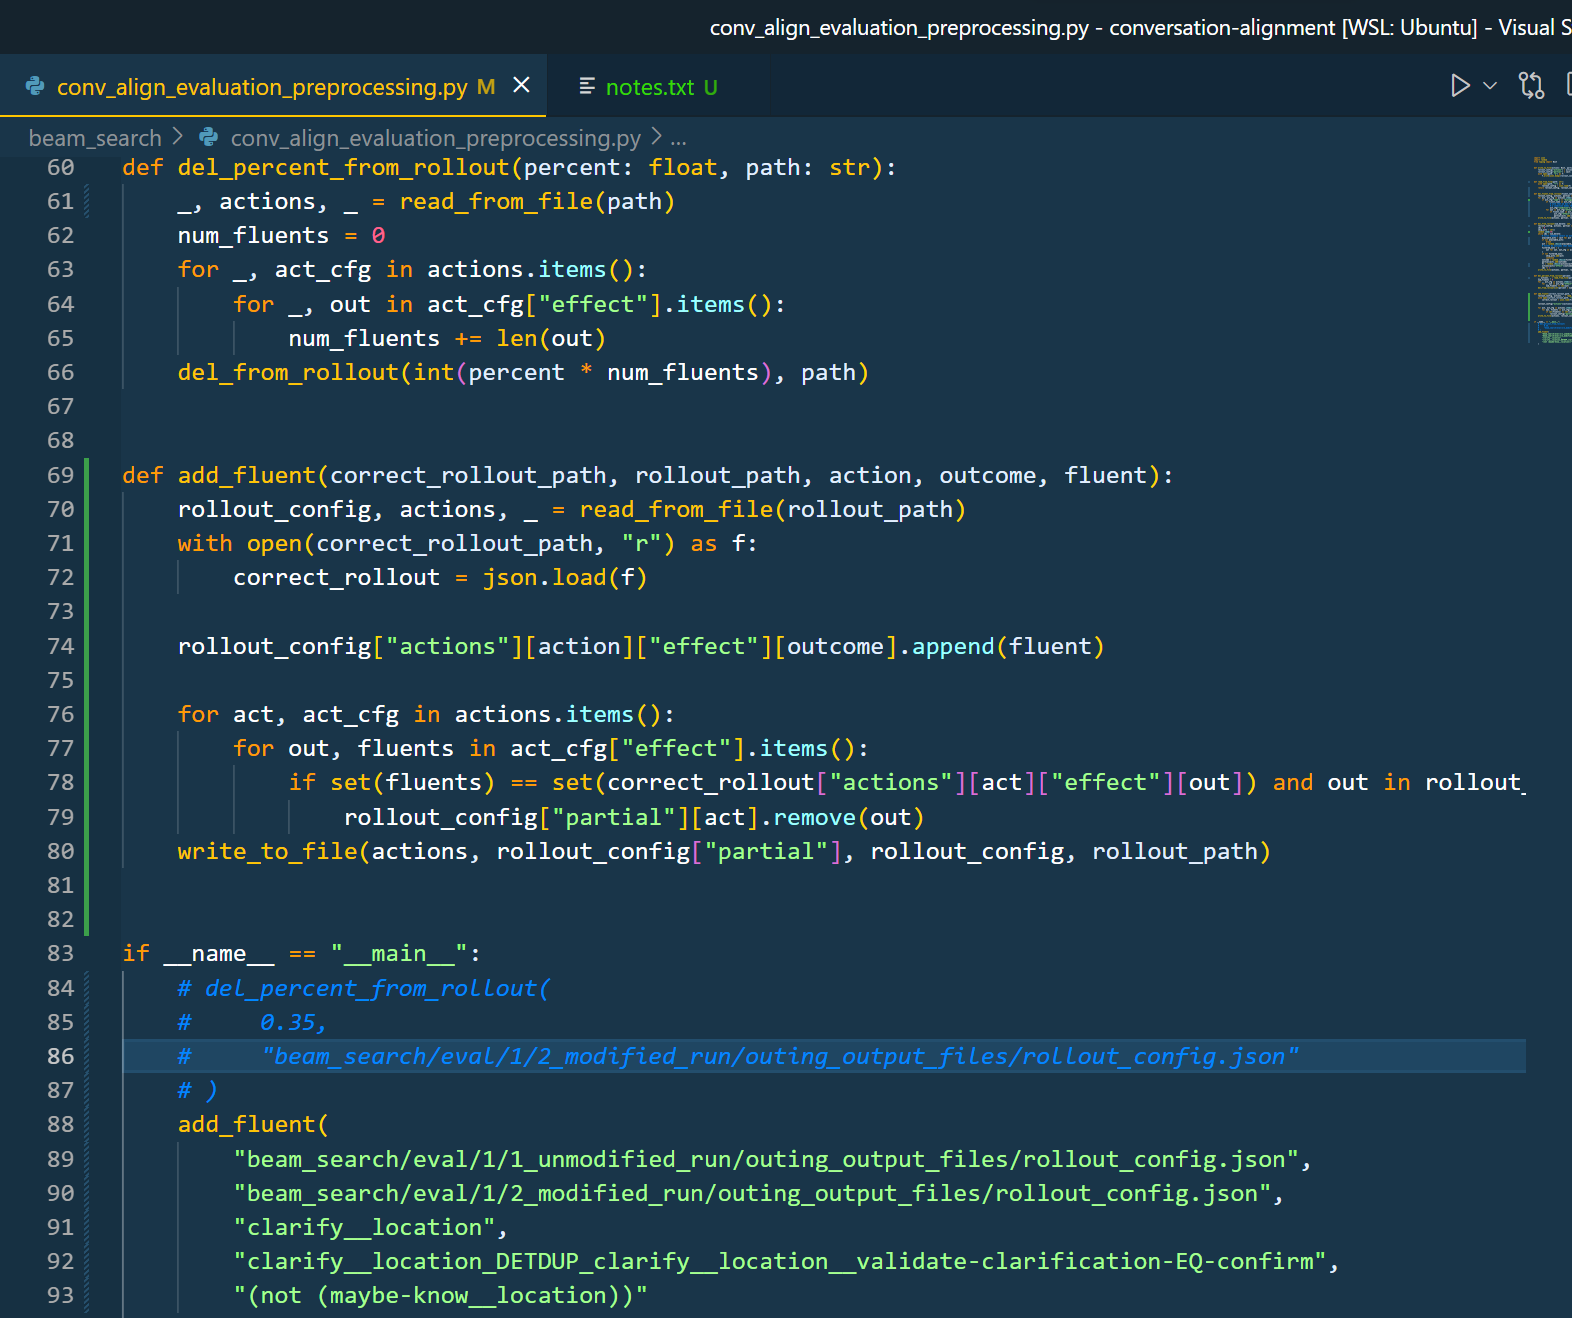 conv_align_evaluation_preprocessing.py - conversation-alignment [WSL: Ubuntu] - Visual S
conv_align_evaluation_preprocessing.py M
notes.txt U
beam_search > conv_align_evaluation_preprocessing.py > ...
60 def del_percent_from_rollout(percent: float, path: str):
61     _, actions, _ = read_from_file(path)
62     num_fluents = 0
63     for _, act_cfg in actions.items():
64         for _, out in act_cfg["effect"].items():
65             num_fluents += len(out)
66     del_from_rollout(int(percent * num_fluents), path)
67
68
69 def add_fluent(correct_rollout_path, rollout_path, action, outcome, fluent):
70     rollout_config, actions, _ = read_from_file(rollout_path)
71     with open(correct_rollout_path, "r") as f:
72         correct_rollout = json.load(f)
73
74     rollout_config["actions"][action]["effect"][outcome].append(fluent)
75
76     for act, act_cfg in actions.items():
77         for out, fluents in act_cfg["effect"].items():
78             if set(fluents) == set(correct_rollout["actions"][act]["effect"][out]) and out in rollout_
79                 rollout_config["partial"][act].remove(out)
80     write_to_file(actions, rollout_config["partial"], rollout_config, rollout_path)
81
82
83 if __name__ == "__main__":
84     # del_percent_from_rollout(
85     #     0.35,
86     #     "beam_search/eval/1/2_modified_run/outing_output_files/rollout_config.json"
87     # )
88     add_fluent(
89         "beam_search/eval/1/1_unmodified_run/outing_output_files/rollout_config.json",
90         "beam_search/eval/1/2_modified_run/outing_output_files/rollout_config.json",
91         "clarify__location",
92         "clarify__location_DETDUP_clarify__location__validate-clarification-EQ-confirm",
93         "(not (maybe-know__location))"